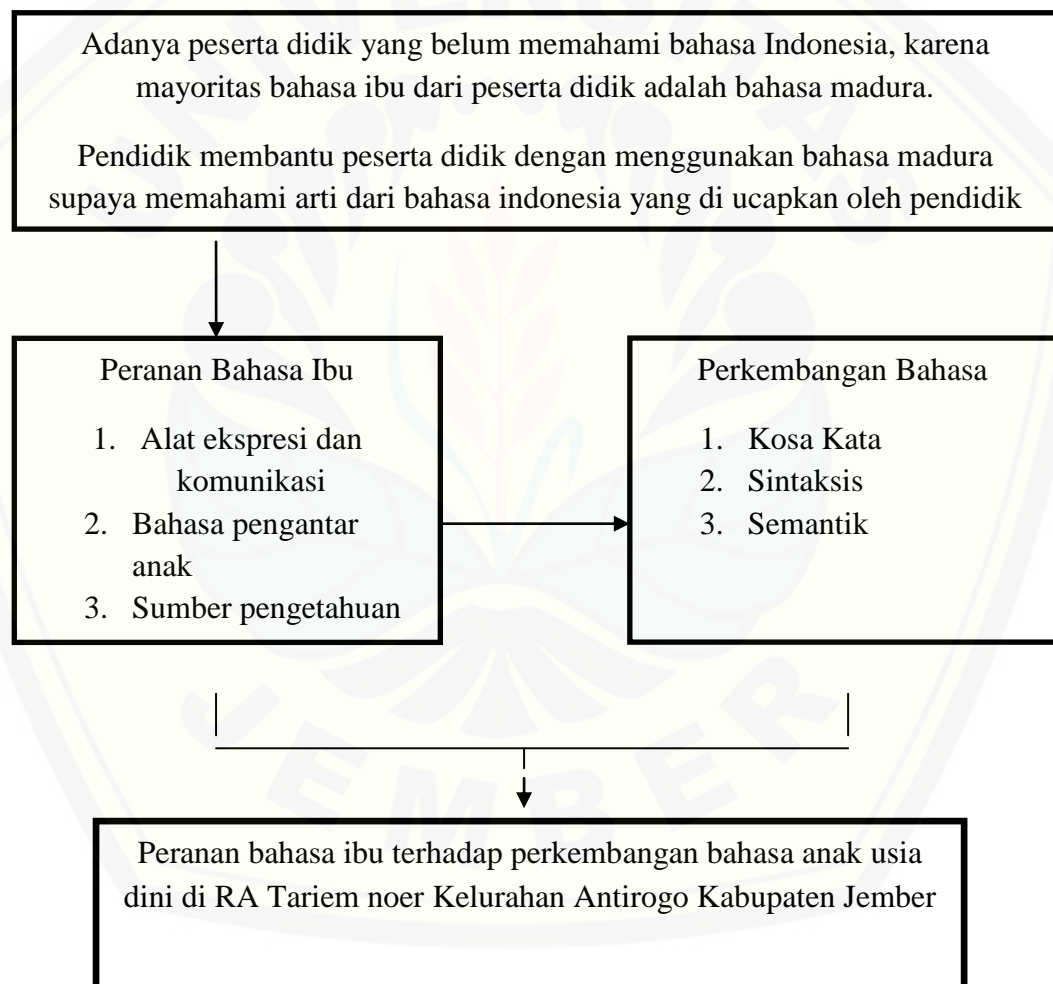 Adanya peserta didik yang belum memahami bahasa Indonesia, karena
mayoritas bahasa ibu dari peserta didik adalah bahasa madura.
Pendidik membantu peserta didik dengan menggunakan bahasa madura
supaya memahami arti dari bahasa indonesia yang di ucapkan oleh pendidik
Peranan Bahasa Ibu
1. Alat ekspresi dan
komunikasi
2. Bahasa pengantar
anak
3. Sumber pengetahuan
Perkembangan Bahasa
1. Kosa Kata
2. Sintaksis
3. Semantik
Peranan bahasa ibu terhadap perkembangan bahasa anak usia
dini di RA Tariem noer Kelurahan Antirogo Kabupaten Jember
UNIVERSITAS
JEMBER